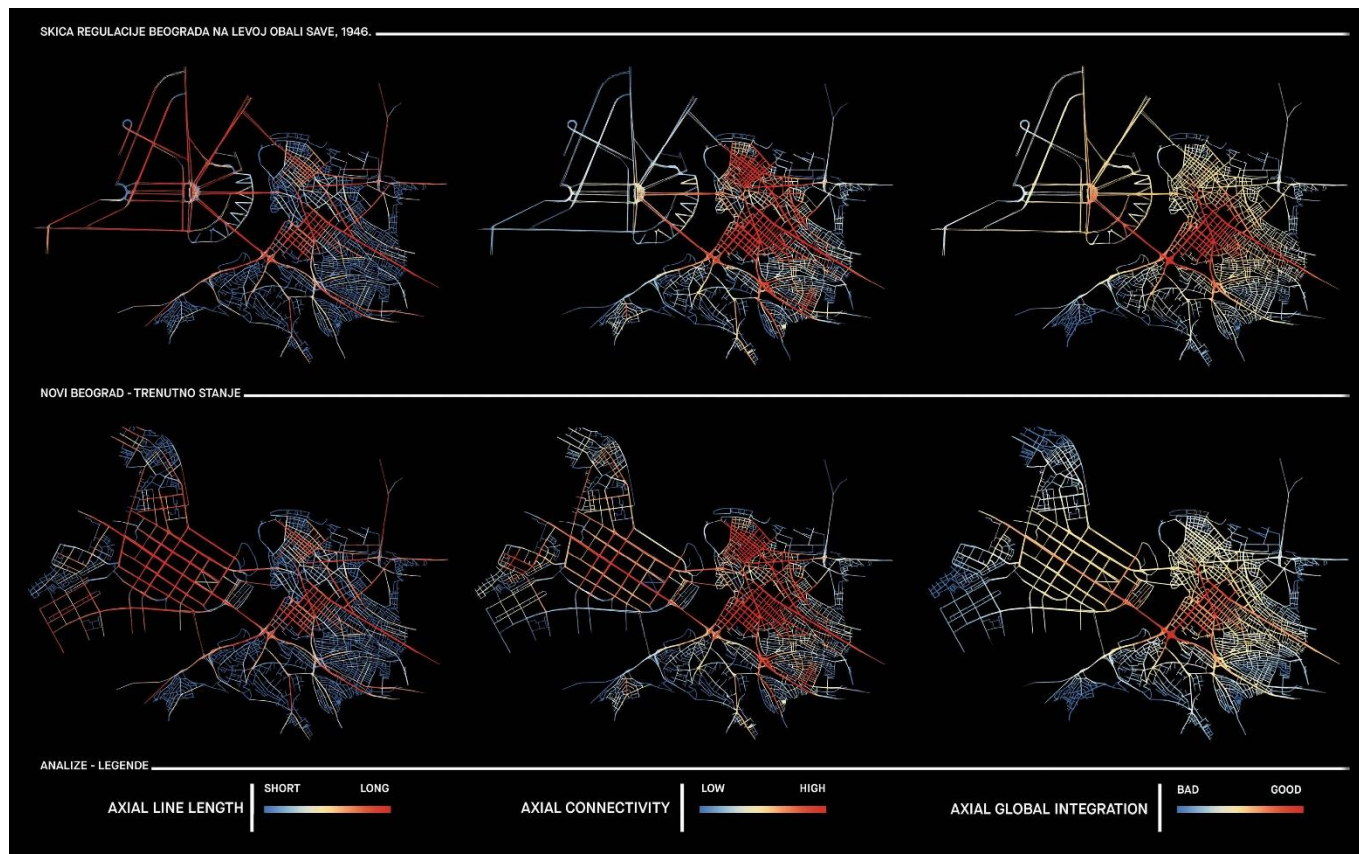 SKICA REGULACIJE BEOGRADA NA LEVOJ OBALI SAVE, 1946.
NOVI BEOGRAD - TRENUTNO STANJE
ANALIZE - LEGENDE
AXIAL LINE LENGTH
SHORT LONG
AXIAL CONNECTIVITY
LOW HIGH
AXIAL GLOBAL INTEGRATION
BAD GOOD